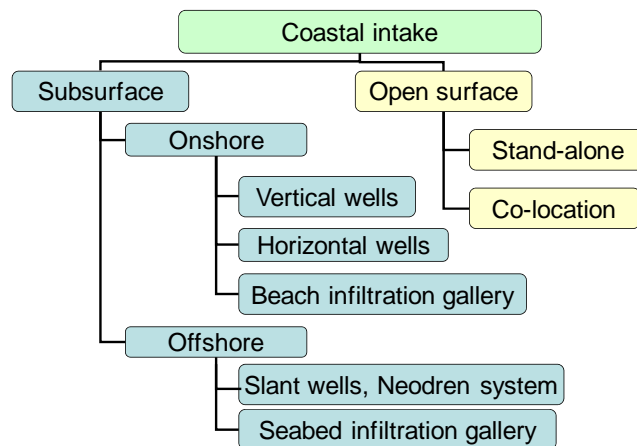 Coastal intake
Subsurface
Open surface
Onshore
Stand-alone
Vertical wells
Co-location
Horizontal wells
Beach infiltration gallery
Offshore
Slant wells, Neodren system
Seabed infiltration gallery